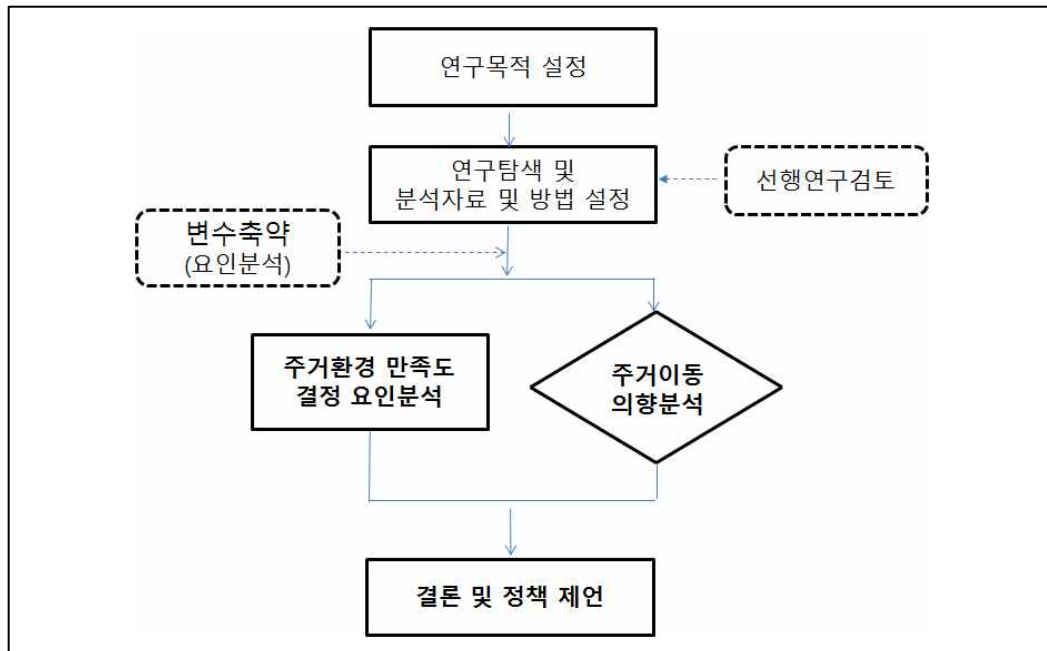 연구목적 설정
연구탐색 및
분석자료 및 방법 설정
선행연구검토
변수축약
(요인분석)
주거환경 만족도
결정 요인분석
주거이동
의향분석
결론 및 정책 제언